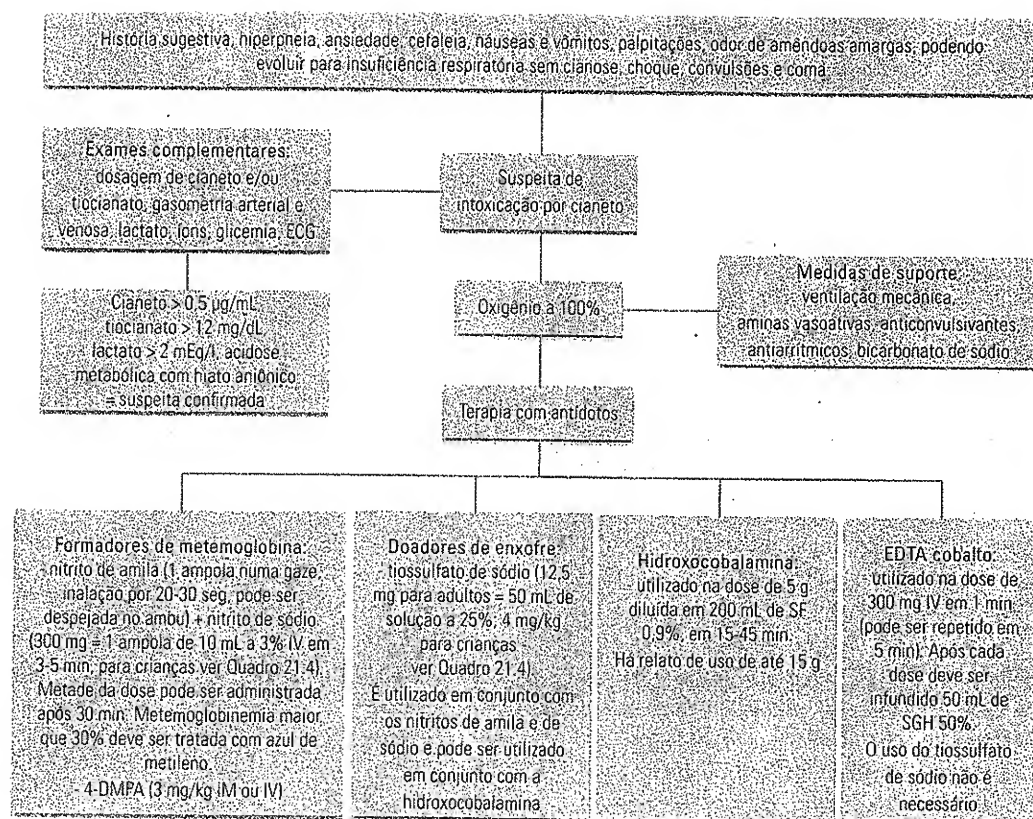 História sugestiva, hiperpneia, ansiedade, cefaleia, náuseas e vômitos, palpitações, odor de amêndoas amargas, podendo
evoluir para insuficiência respiratória sem cianose, choque, convulsões e coma
Exames complementares:
dosagem de cianeto e/ou
tiocianato, gasometria arterial e
venosa, lactato, íons, glicemia, ECG
Suspeita de
intoxicação por cianeto
Cianeto > 0,5 µg/mL,
tiocianato > 12 mg/dL
lactato > 2 mEq/l, acidose
metabólica com hiato aniônico
= suspeita confirmada
Oxigênio a 100%
Medidas de suporte:
ventilação mecânica,
aminas vasoativas, anticonvulsivantes,
antiarrítmicos, bicarbonato de sódio
Terapia com antídotos
Formadores de metemoglobina:
- nitrito de amila (1 ampola numa gaze,
inalação por 20-30 seg, pode ser
despejada no ambu) + nitrito de sódio
(300 mg = 1 ampola de 10 mL a 3% IV em
3-5 min; para crianças ver Quadro 21.4).
Metade da dose pode ser administrada
após 30 min. Metemoglobinemia maior
que 30% deve ser tratada com azul de
metileno.
- 4-DMPA (3 mg/kg IM ou IV)
Doadores de enxofre:
- tiossulfato de sódio (12,5
mg para adultos = 50 mL de
solução a 25%; 4 mg/kg
para crianças
ver Quadro 21.4)
É utilizado em conjunto com
os nitritos de amila e de
sódio e pode ser utilizado
em conjunto com a
hidroxocobalamina
Hidroxocobalamina:
- utilizado na dose de 5 g
diluída em 200 mL de SF
0,9%, em 15-45 min.
Há relato de uso de até 15 g
EDTA cobalto:
- utilizado na dose de
300 mg IV em 1 min
(pode ser repetido em
5 min). Após cada
dose deve ser
infundido 50 mL de
SGH 50%
O uso do tiossulfato
de sódio não é
necessário